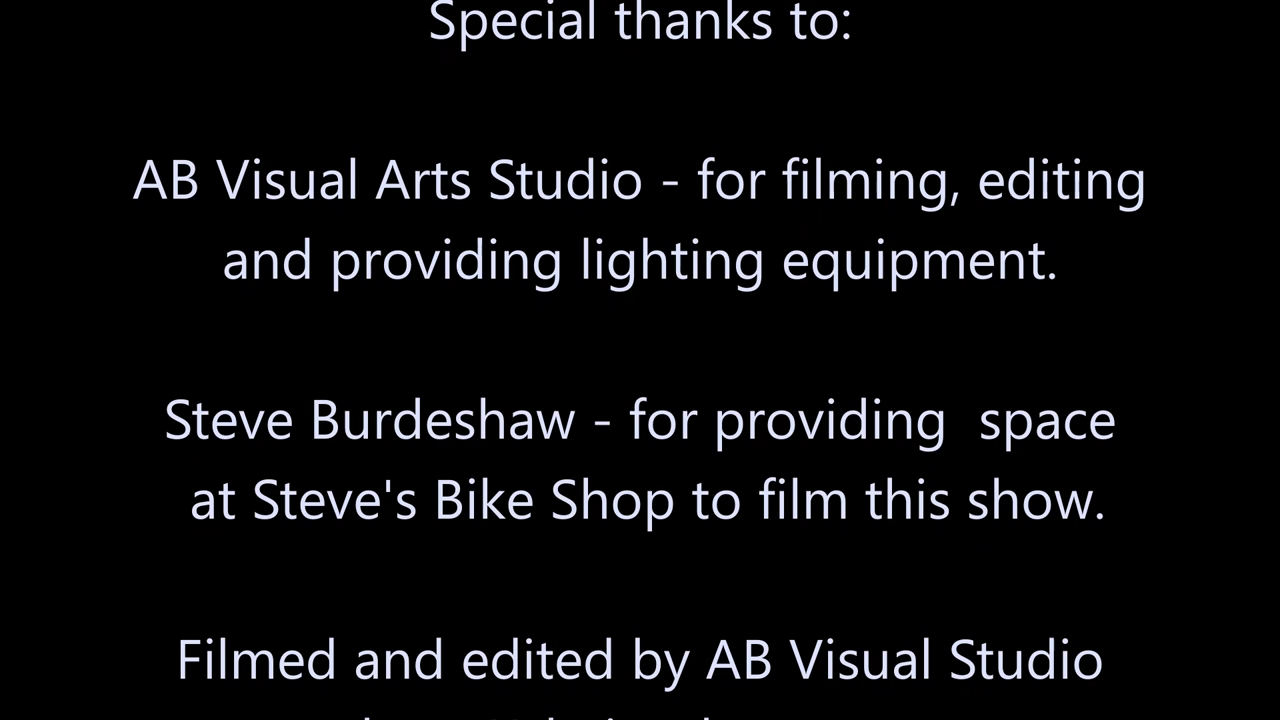 Special thanks to:
AB Visual Arts Studio - for filming, editing
and providing lighting equipment.
Steve Burdeshaw - for providing  space
at Steve's Bike Shop to film this show.
Filmed and edited by AB Visual Studio